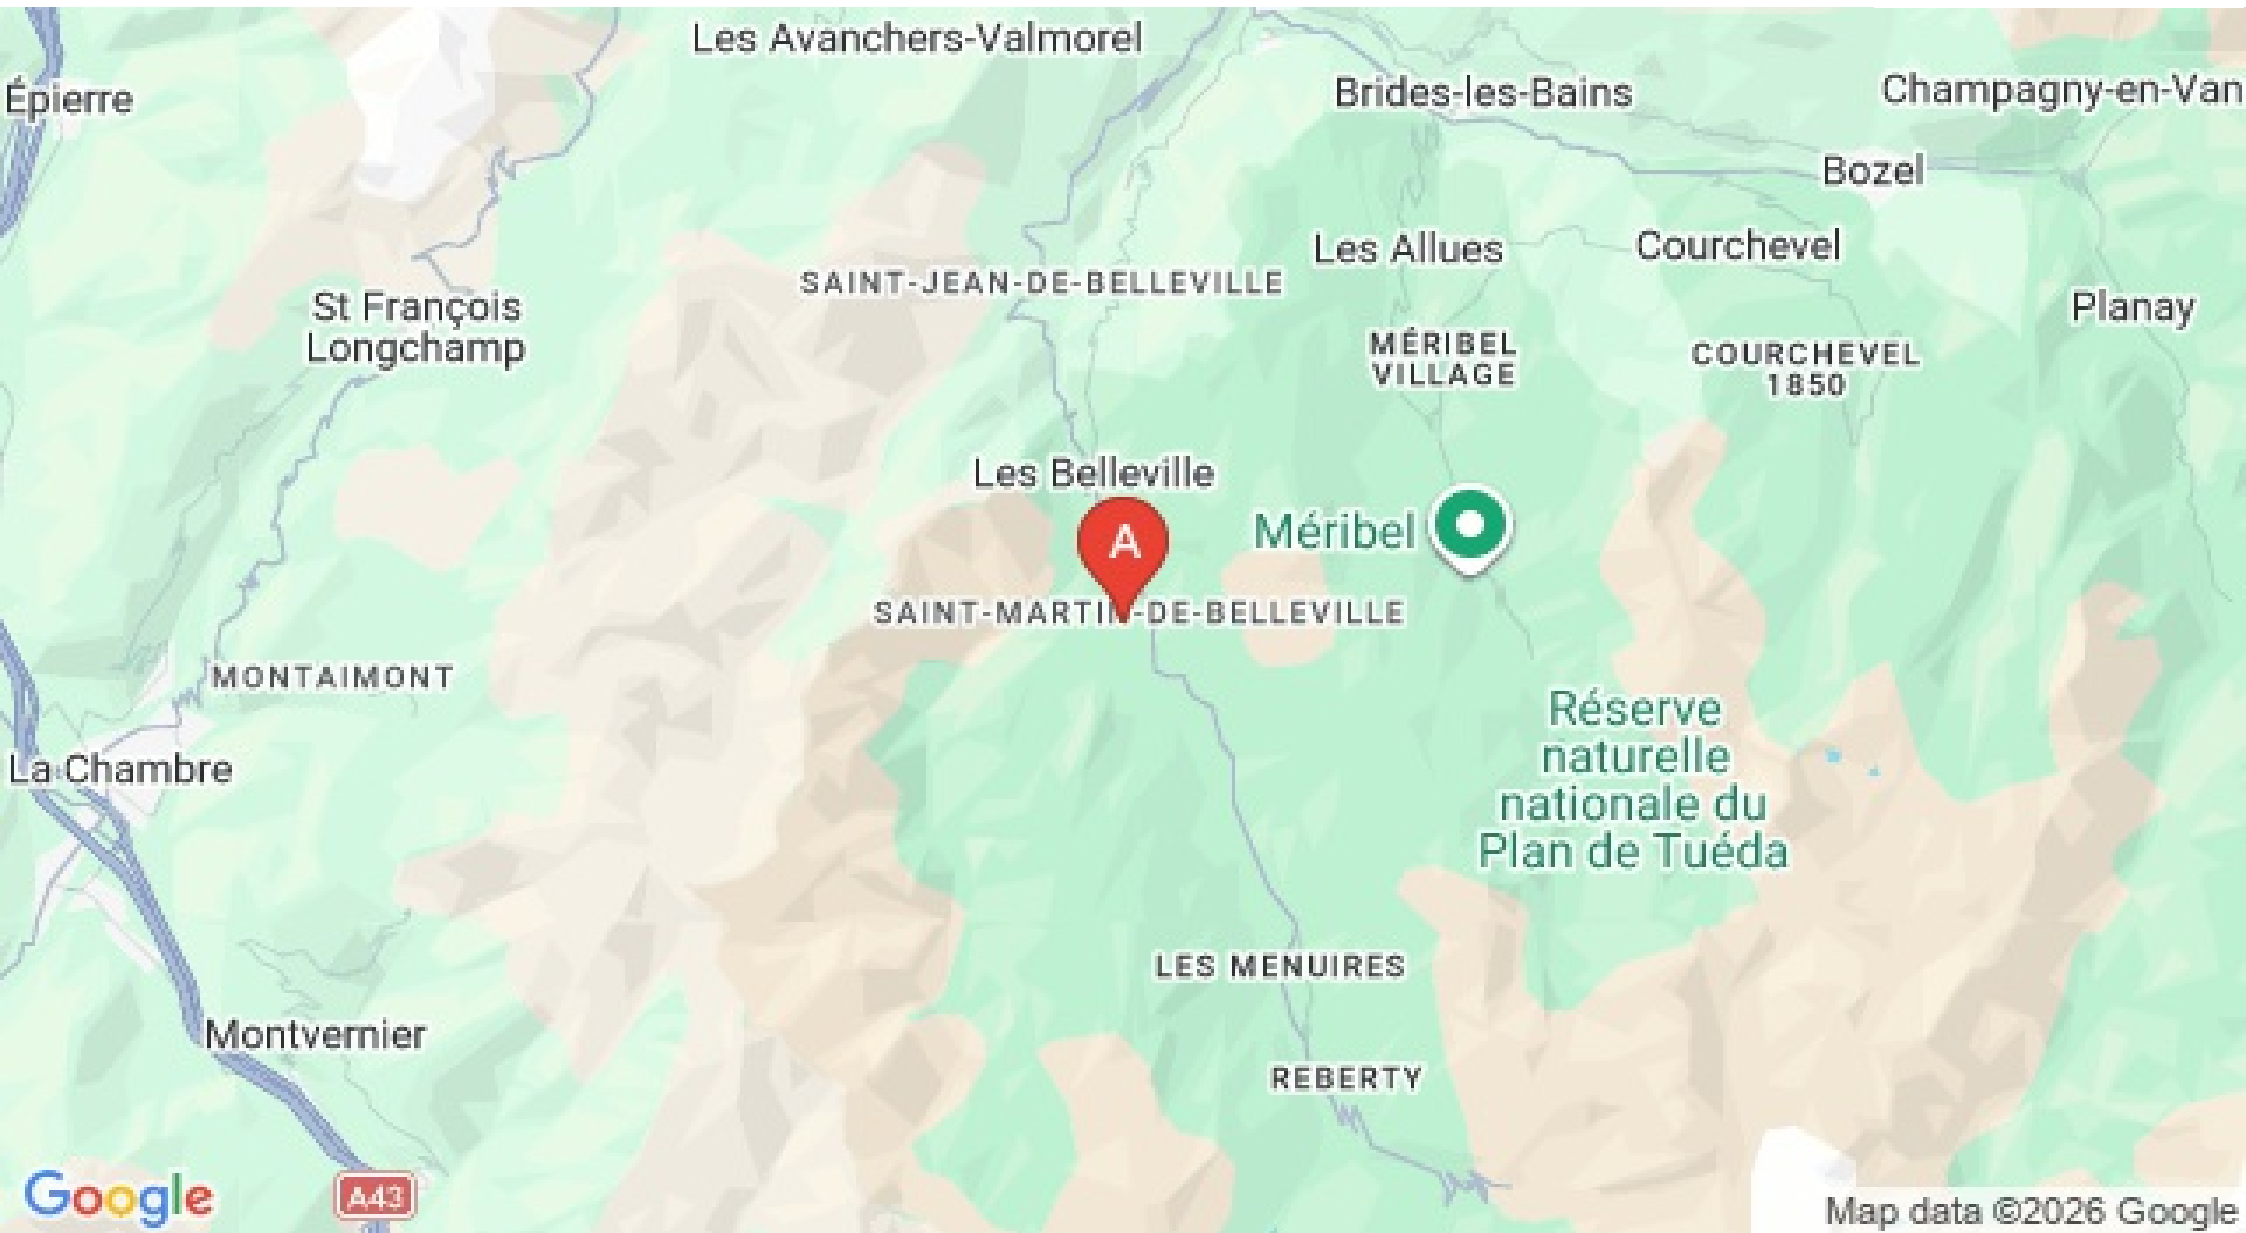 Les Avanchers-Valmorel
Épierre
Brides-les-Bains
Champagny-en-Van
Bozel
Les Allues
Courchevel
SAINT-JEAN-DE-BELLEVILLE
St François
Longchamp
Planay
MÉRIBEL
VILLAGE
COURCHEVEL
1850
Les Belleville
A
Méribel
SAINT-MARTIN-DE-BELLEVILLE
MONTAIMONT
Réserve
naturelle
nationale du
Plan de Tuéda
La Chambre
LES MENUIRES
Montvernier
REBERTY
Google
A43
Map data ©2026 Google